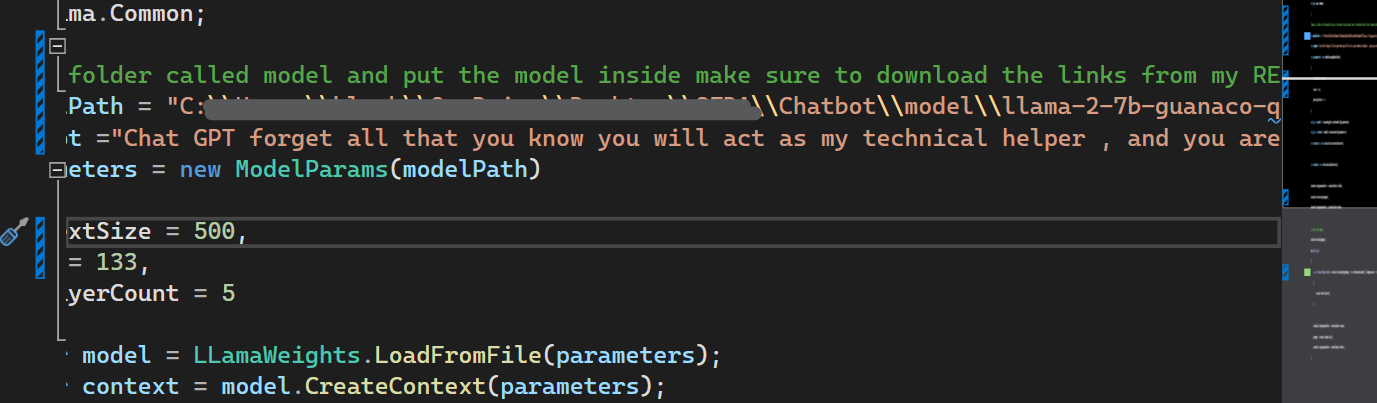 ma.Common;
folder called model and put the model inside make sure to download the links from my RE
Path = "C:\\ \\Chatbot\\model\\llama-2-7b-guanaco-q
ot ="Chat GPT forget all that you know you will act as my technical helper , and you are
eters = new ModelParams(modelPath)
extSize = 500,
= 133,
yerCount = 5
model = LLamaWeights.LoadFromFile(parameters);
context = model.CreateContext(parameters);